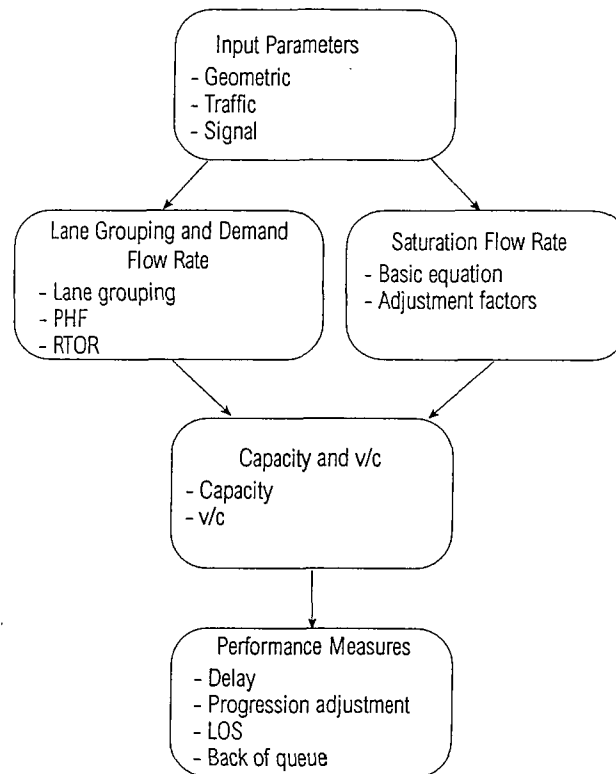 Input Parameters
- Geometric
- Traffic
- Signal
Lane Grouping and Demand
Flow Rate
- Lane grouping
- PHF
- RTOR
Saturation Flow Rate
- Basic equation
- Adjustment factors
Capacity and v/c
- Capacity
- v/c
Performance Measures
- Delay
- Progression adjustment
- LOS
- Back of queue